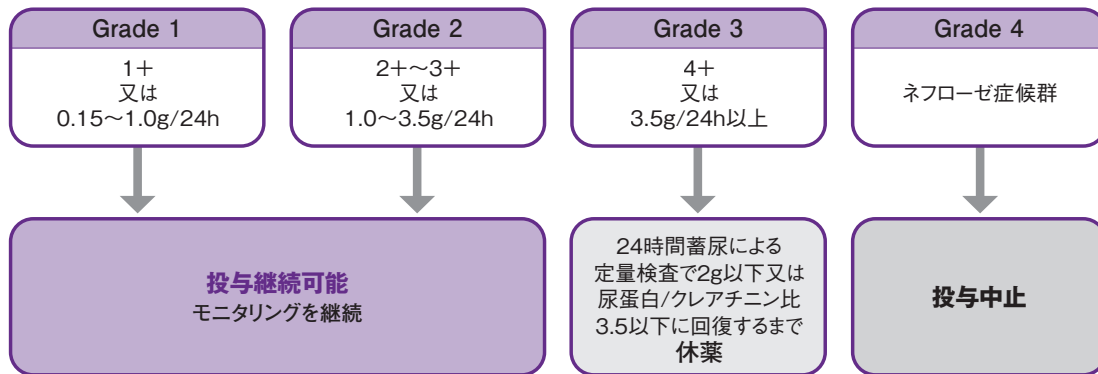 Grade 1
1+
又は
0.15～1.0g/24h
Grade 2
2+～3+
又は
1.0～3.5g/24h
Grade 3
4+
又は
3.5g/24h以上
Grade 4
ネフローゼ症候群
投与継続可能
モニタリングを継続
24時間蓄尿による
定量検査で2g以下又は
尿蛋白/クレアチニン比
3.5以下に回復するまで
休薬
投与中止